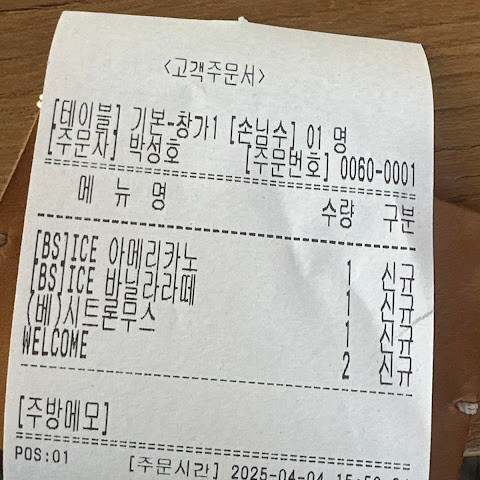 <고객주문서>
[테이블] 기본-창가1 [손님수] 01 명
[주문자] 박성호 [주문번호] 0060-0001
메 뉴 명 수량 구분
[BS]ICE 아메리카노 1 신규
[BS]ICE 바닐라라떼 1 신규
(베)시트론무스 1 신규
WELCOME 2 신규
[주방메모]
POS:01 [주문시간] 2025-04-04